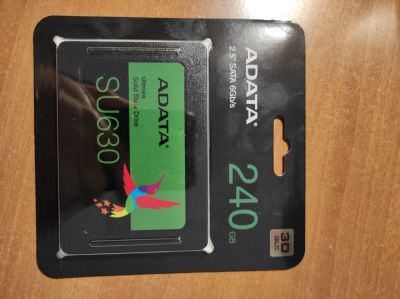 ADATA
2.5" SATA 6Gb/s
240
GB
3D
QLC
ADATA
Ultimate
Solid State Drive
SU630